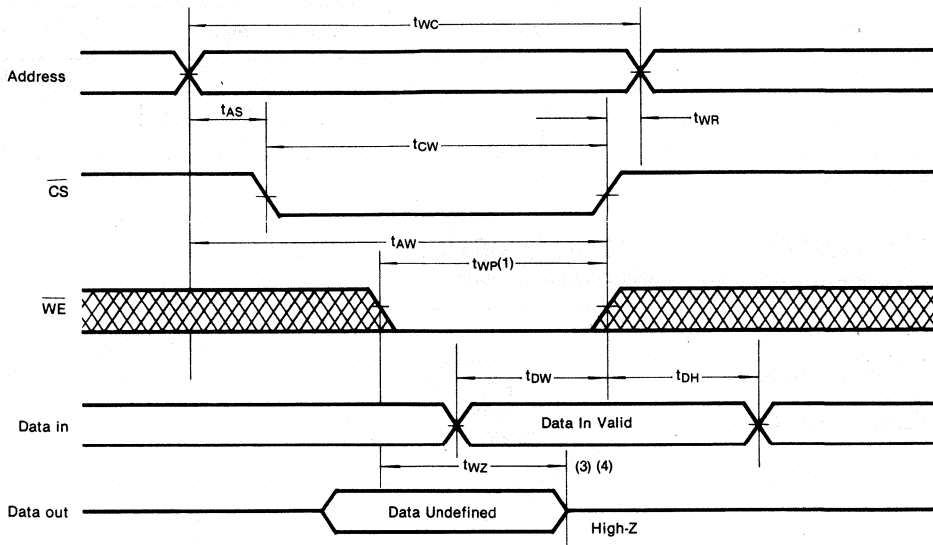 tWC
Address
tAS
tWR
tCW
CS
tAW
tWP(1)
WE
tDW
tDH
Data in
Data In Valid
tWZ
(3) (4)
Data out
Data Undefined
High-Z